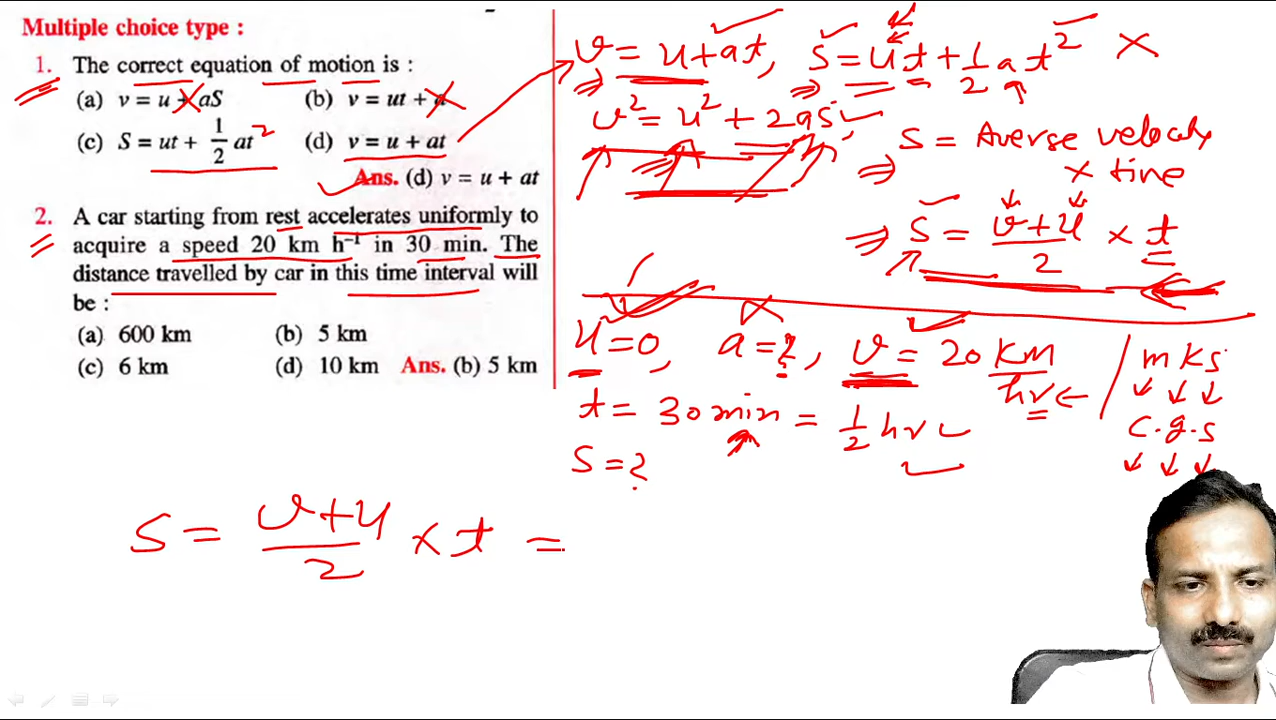 Multiple choice type :
1. The correct equation of motion is :
(a) v = u + aS (b) v = ut +
(c) S = ut + 1/2 at 2 (d) v = u + at
Ans. (d) v = u + at
2. A car starting from rest accelerates uniformly to
acquire a speed 20 km h⁻¹ in 30 min. The
distance travelled by car in this time interval will
be :
(a) 600 km (b) 5 km
(c) 6 km (d) 10 km Ans. (b) 5 km
v = u + at, s = ut + 1/2 at² ×
v² = u² + 2as
s = Averse velocity
× time
⇒ s = v+u/2 × t
u = 0, a = ?, v = 20 KM/hr / m k s
t = 30 min = 1/2 hr c.g.s
s = ?
s = v+u/2 × t =